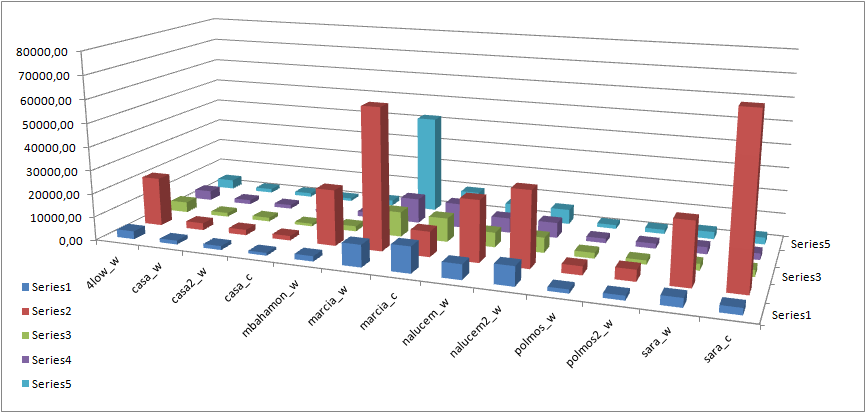 80000,00
70000,00
60000,00
50000,00
40000,00
30000,00
20000,00
10000,00
0,00
4low_w
casa_w
casa2_w
casa_c
mbahamon_w
marcia_w
marcia_c
nalucem_w
nalucem2_w
polmos_w
polmos2_w
sara_w
sara_c
Series5
Series3
Series1
Series1
Series2
Series3
Series4
Series5